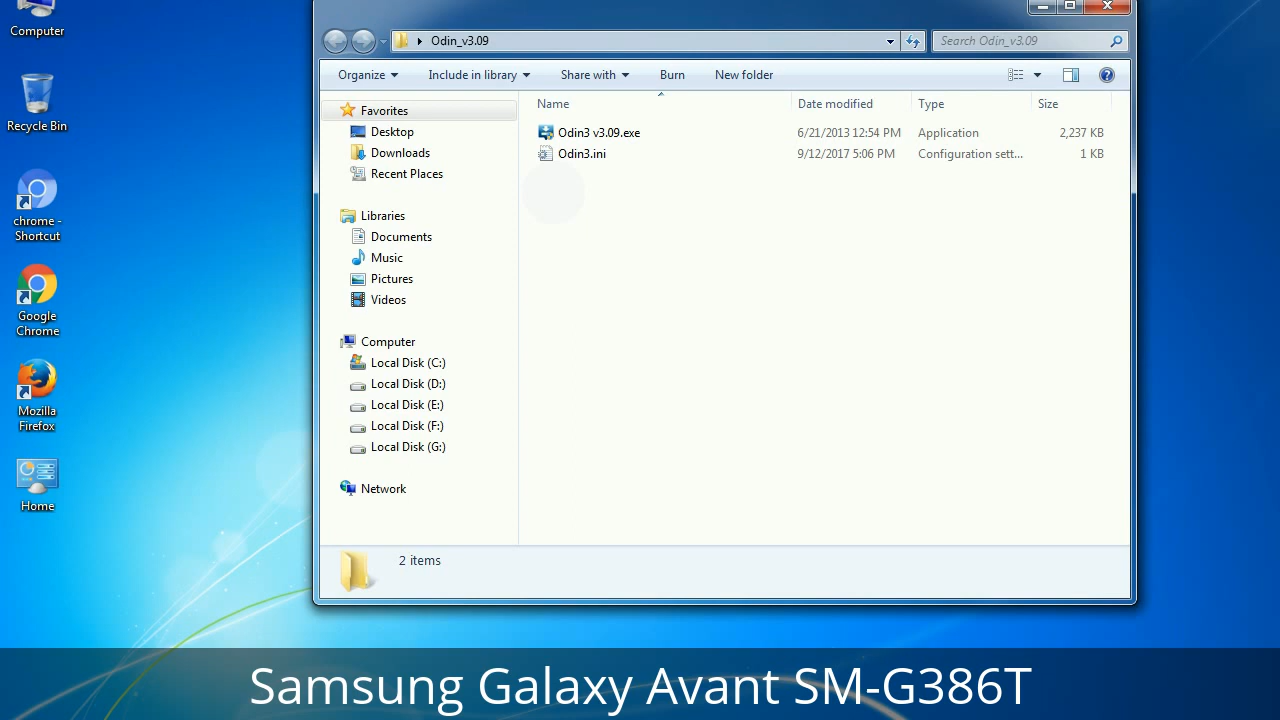 Computer
Recycle Bin
chrome -
Shortcut
Google
Chrome
Mozilla
Firefox
Home
Odin_v3.09
Search Odin_v3.09
Organize
Include in library
Share with
Burn
New folder
Favorites
Desktop
Downloads
Recent Places
Libraries
Documents
Music
Pictures
Videos
Computer
Local Disk (C:)
Local Disk (D:)
Local Disk (E:)
Local Disk (F:)
Local Disk (G:)
Network
Name Date modified Type Size
Odin3 v3.09.exe 6/21/2013 12:54 PM Application 2,237 KB
Odin3.ini 9/12/2017 5:06 PM Configuration sett... 1 KB
2 items
Samsung Galaxy Avant SM-G386T